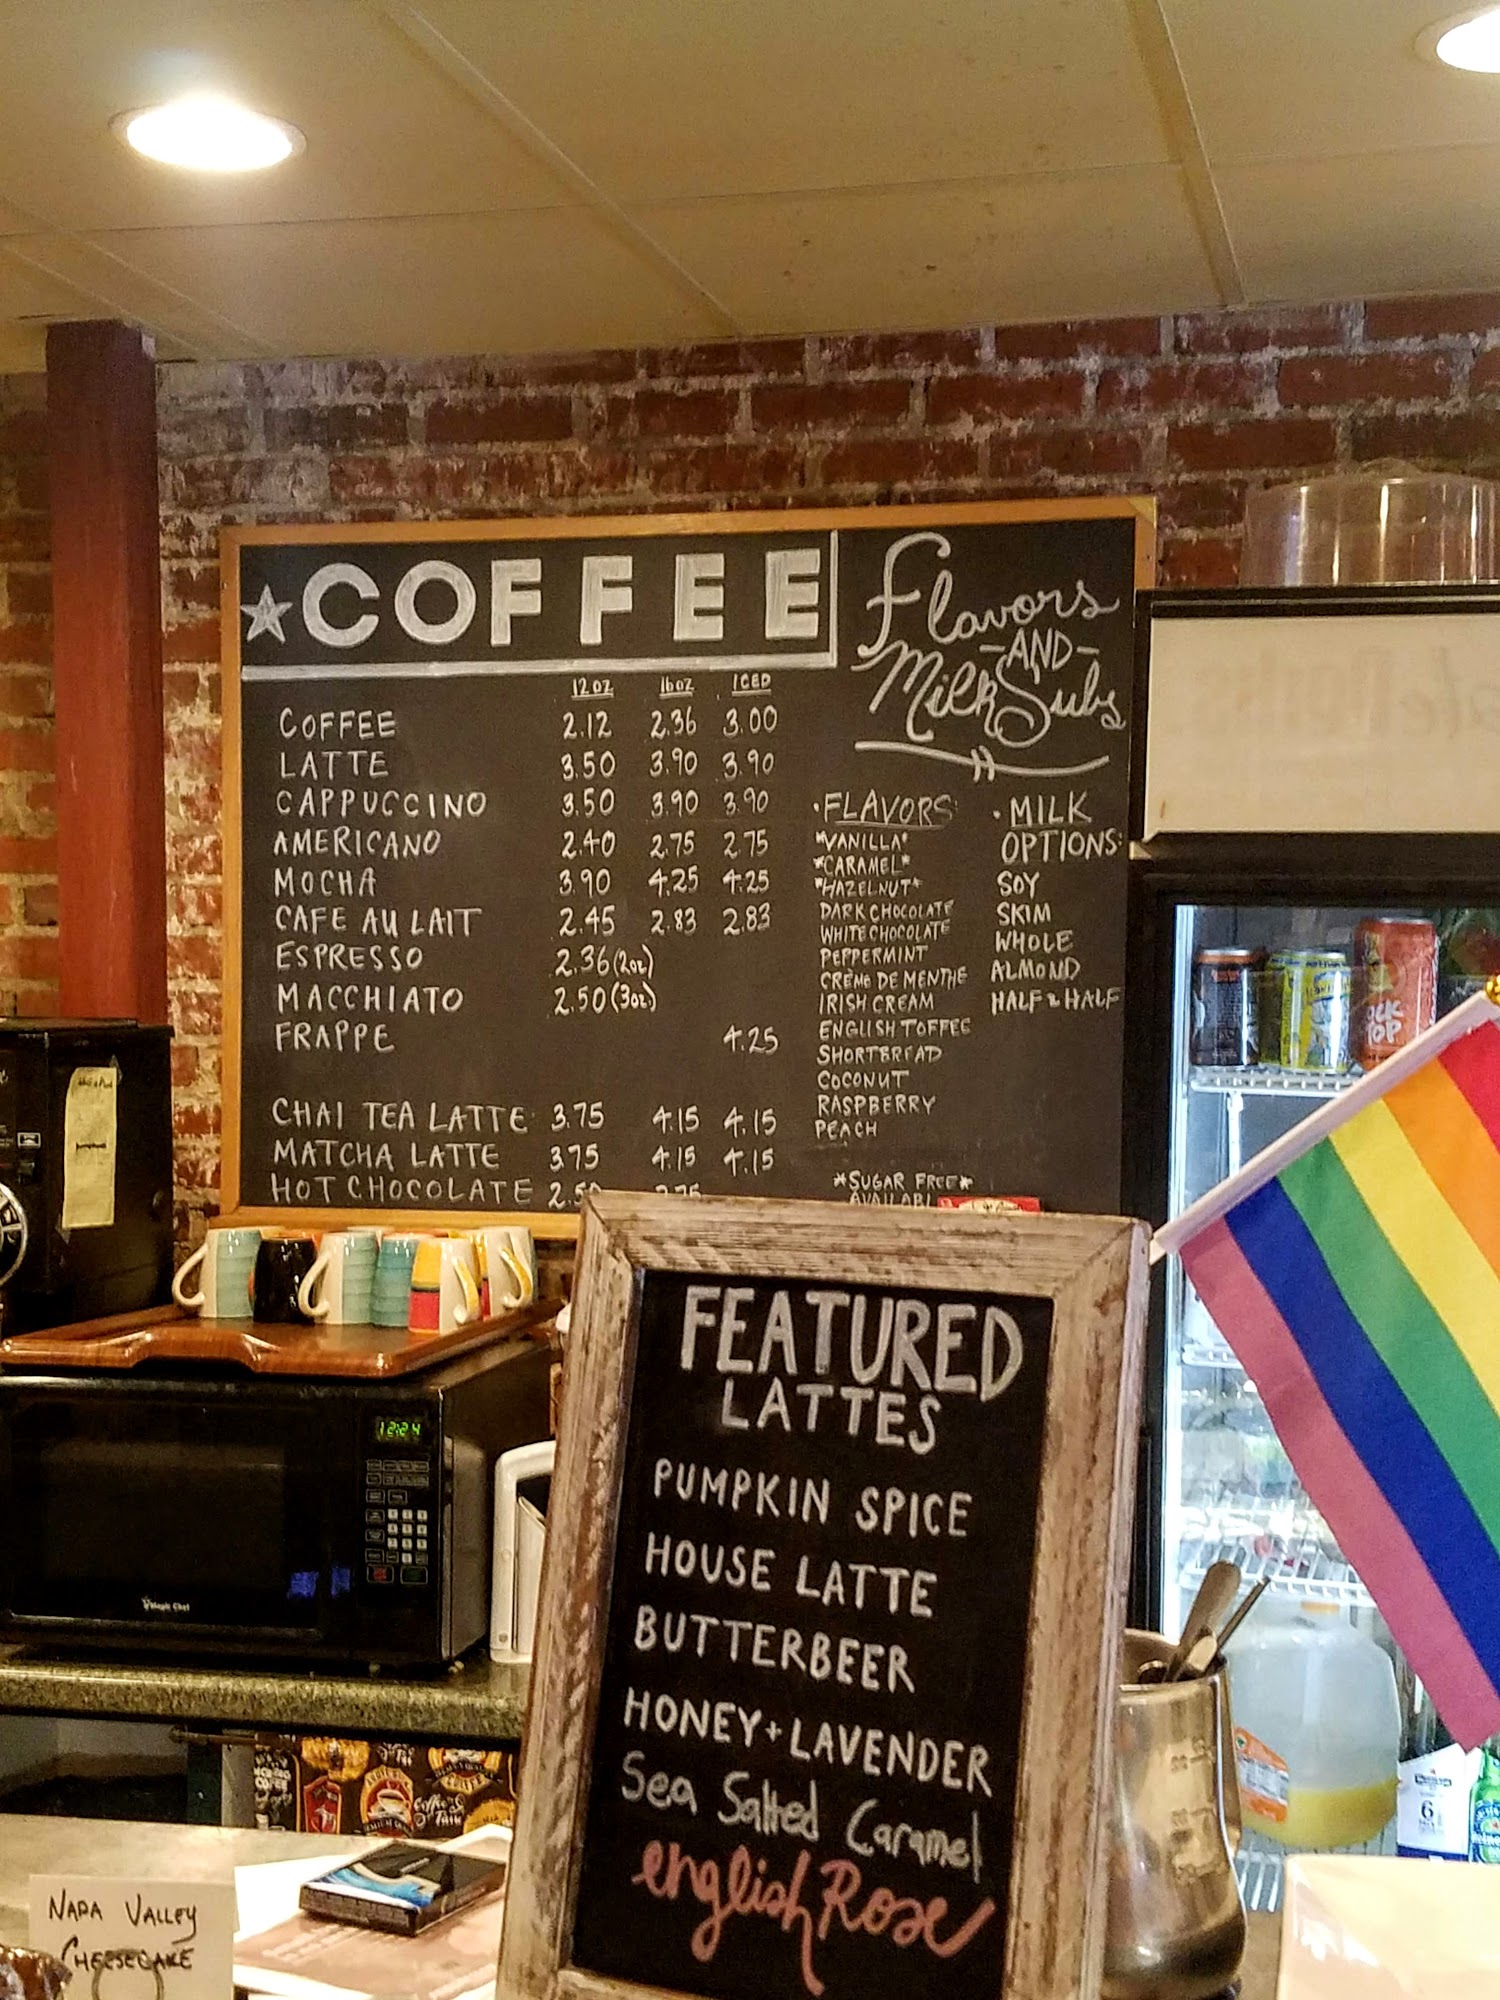 COFFEE
12oz 16oz ICED
COFFEE 2.12 2.36 3.00
LATTE 3.50 3.90 3.90
CAPPUCCINO 3.50 3.90 3.90
AMERICANO 2.40 2.75 2.75
MOCHA 3.90 4.25 4.25
CAFE AU LAIT 2.45 2.83 2.83
ESPRESSO 2.36 (2oz)
MACCHIATO 2.50 (3oz.)
FRAPPE 4.25
CHAI TEA LATTE 3.75 4.15 4.15
MATCHA LATTE 3.75 4.15 4.15
HOT CHOCOLATE
Flavors
-AND-
Milk Subs
·FLAVORS:
*VANILLA*
*CARAMEL*
*HAZELNUT*
DARK CHOCOLATE
WHITE CHOCOLATE
PEPPERMINT
CRÈME DE MENTHE
IRISH CREAM
ENGLISH TOFFEE
SHORTBREAD
COCONUT
RASPBERRY
PEACH
*SUGAR FREE*
·MILK
OPTIONS:
SOY
SKIM
WHOLE
ALMOND
HALF & HALF
FEATURED
LATTES
PUMPKIN SPICE
HOUSE LATTE
BUTTERBEER
HONEY+LAVENDER
Sea Salted Caramel
english Rose
12:24
Magic Chef
NAPA VALLEY
CHEESECAKE